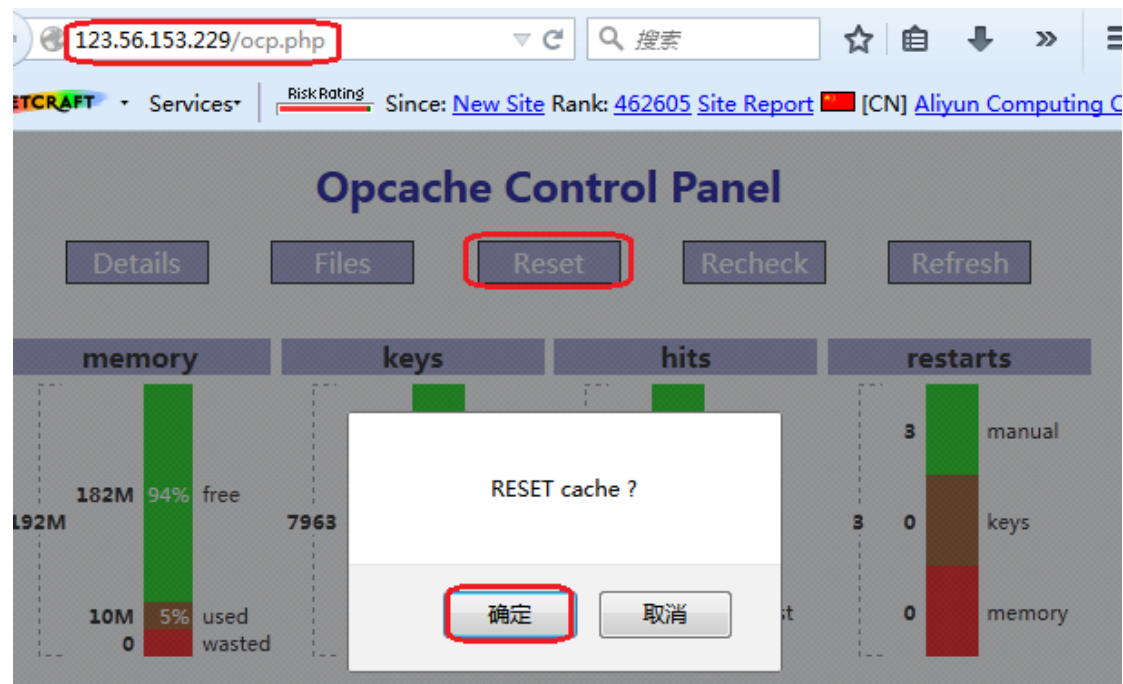 123.56.153.229/ocp.php 搜索
ETCRAFT Services Risk Rating Since: New Site Rank: 462605 Site Report [CN] Aliyun Computing C
Opcache Control Panel
Details Files Reset Recheck Refresh
memory keys hits restarts
3 manual
RESET cache ?
182M 94% free
192M 7963 3 0 keys
确定 取消
10M 5% used 0 memory
0 wasted